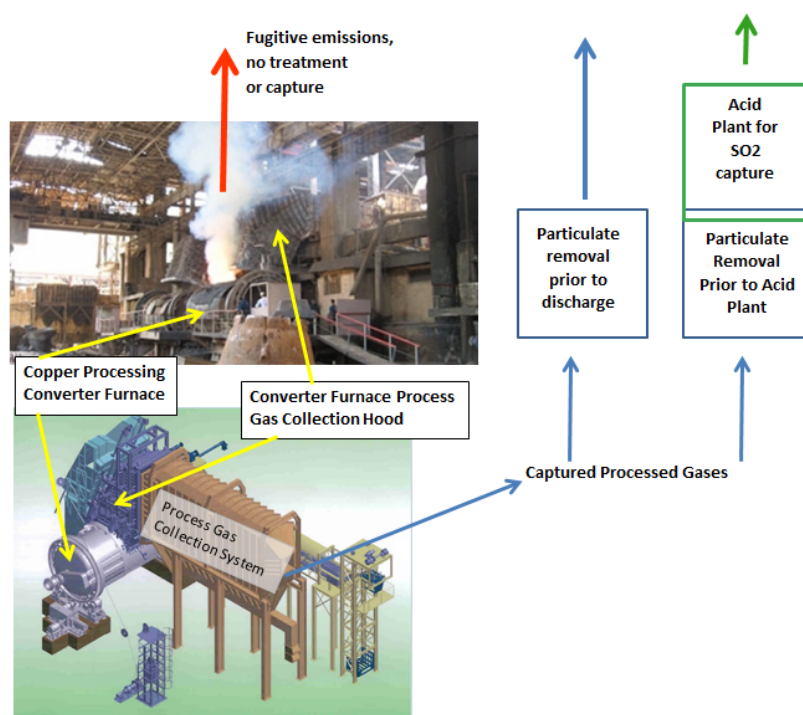 Fugitive emissions,
no treatment
or capture
Acid
Plant for
SO2
capture
Particulate
removal
prior to
discharge
Particulate
Removal
Prior to Acid
Plant
Copper Processing
Converter Furnace
Converter Furnace Process
Gas Collection Hood
Captured Processed Gases
Process Gas
Collection System